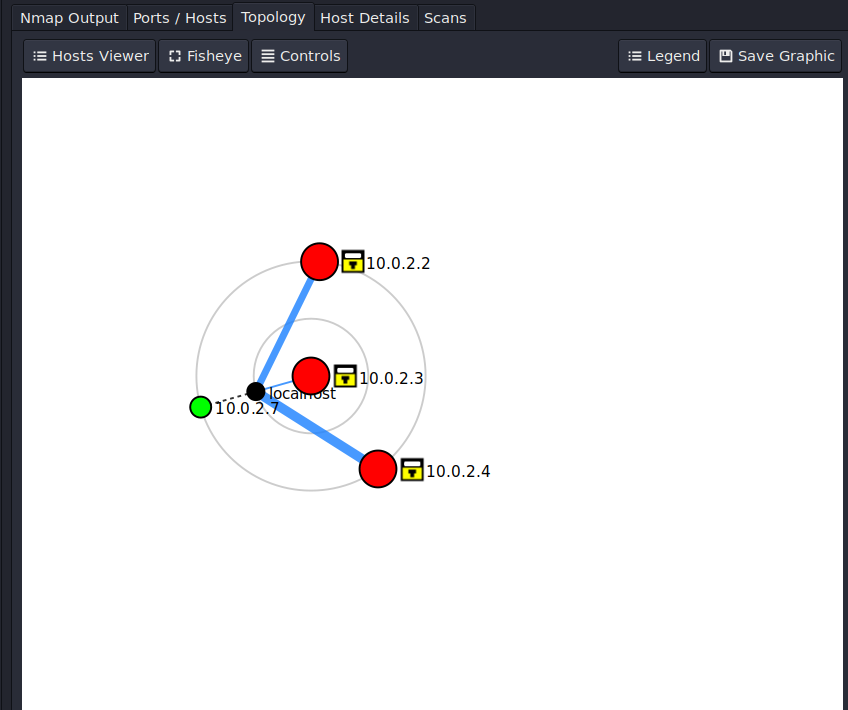 Nmap Output Ports / Hosts Topology Host Details Scans
Hosts Viewer Fisheye Controls Legend Save Graphic
10.0.2.2
10.0.2.3
localhost
10.0.2.7
10.0.2.4